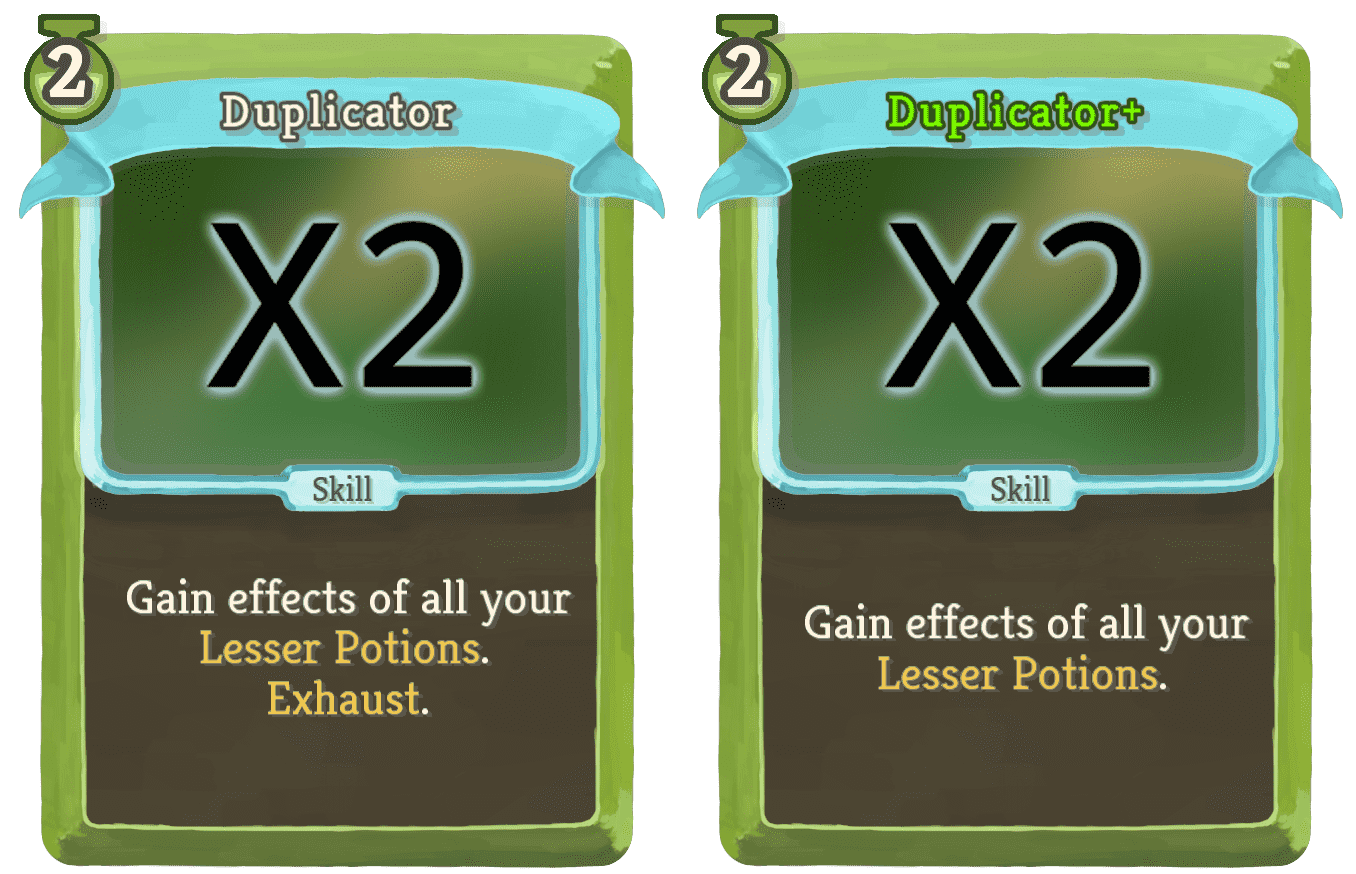 2
Duplicator
X2
Skill
Gain effects of all your
Lesser Potions.
Exhaust.
2
Duplicator+
X2
Skill
Gain effects of all your
Lesser Potions.